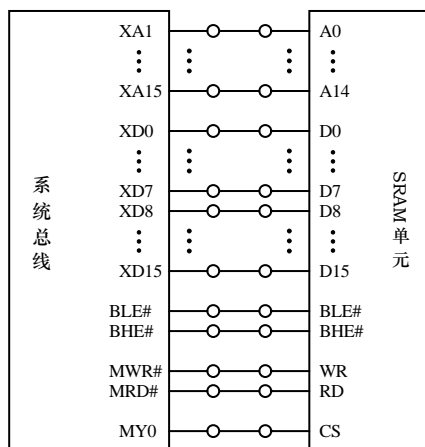 系统总线
XA1
XA15
XD0
XD7
XD8
XD15
BLE#
BHE#
MWR#
MRD#
MY0
A0
A14
D0
D7
D8
D15
BLE#
BHE#
WR
RD
CS
SRAM单元